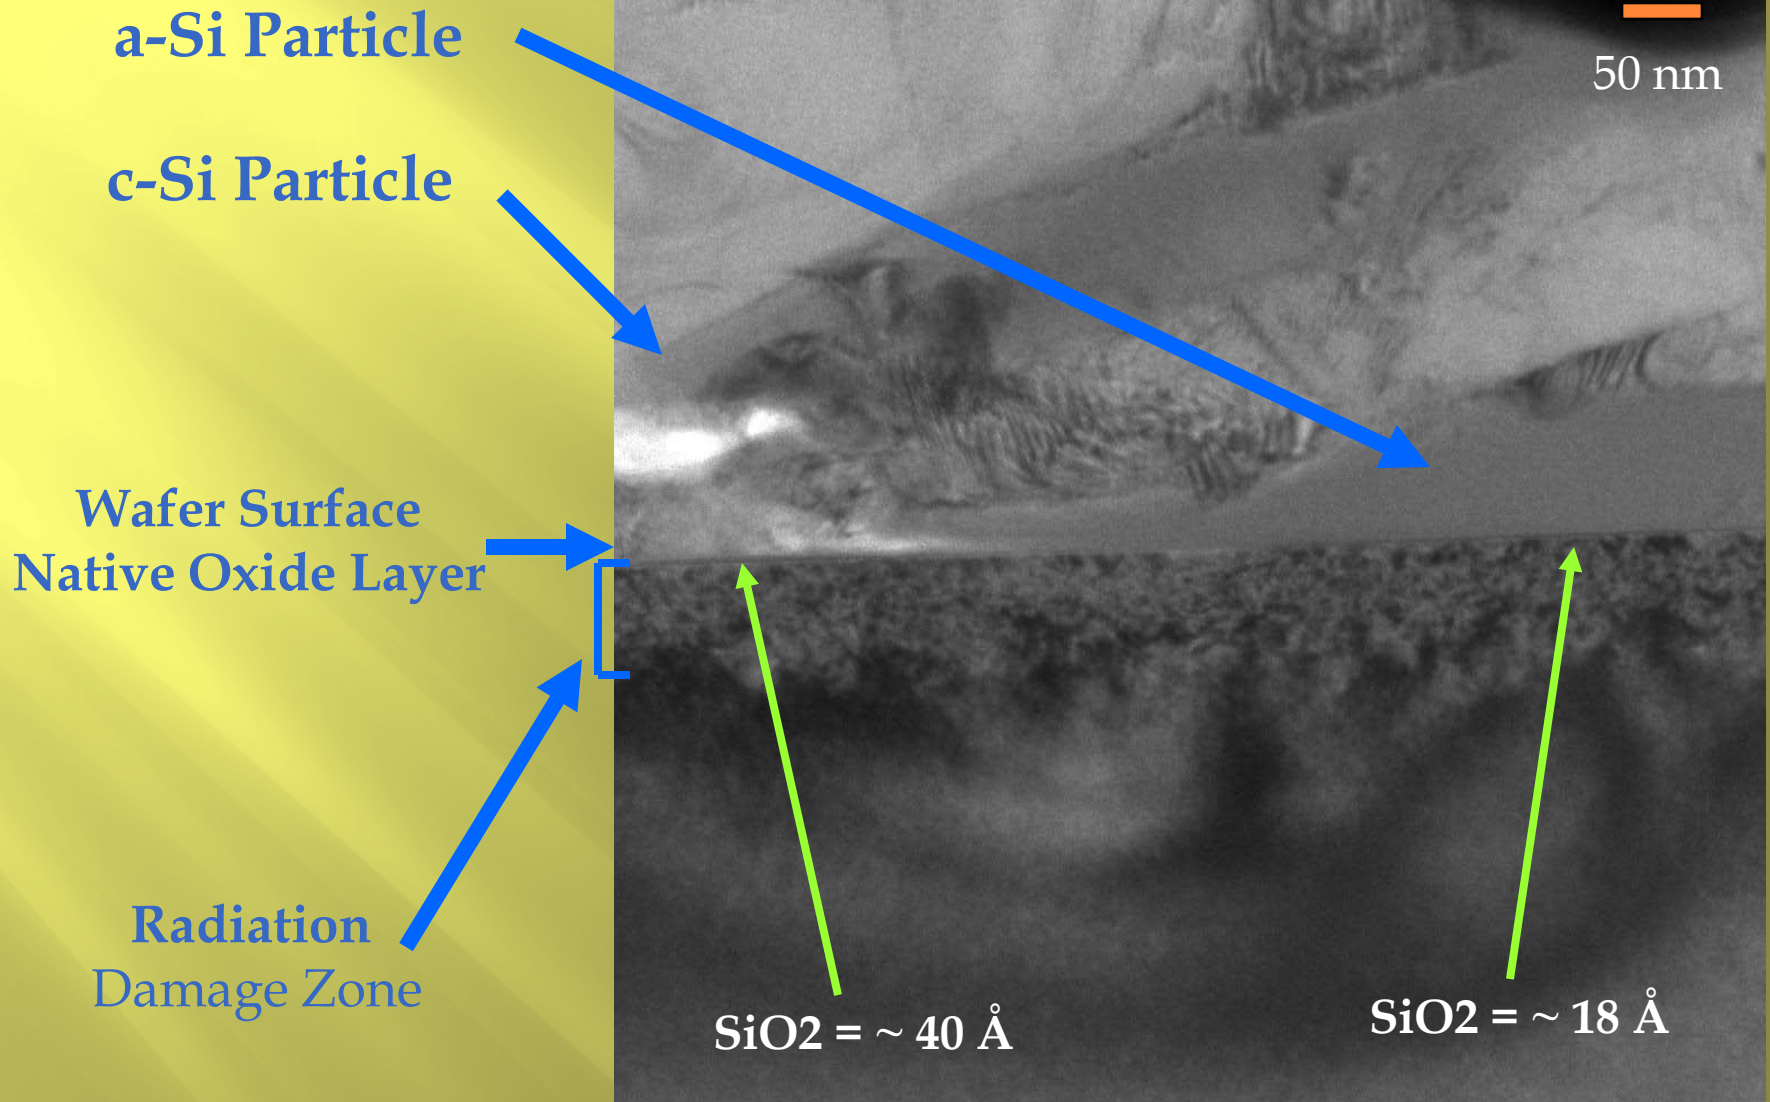 a-Si Particle
50 nm
c-Si Particle
Wafer Surface
Native Oxide Layer
Radiation
Damage Zone
SiO2 = ~ 40 Å
SiO2 = ~ 18 Å